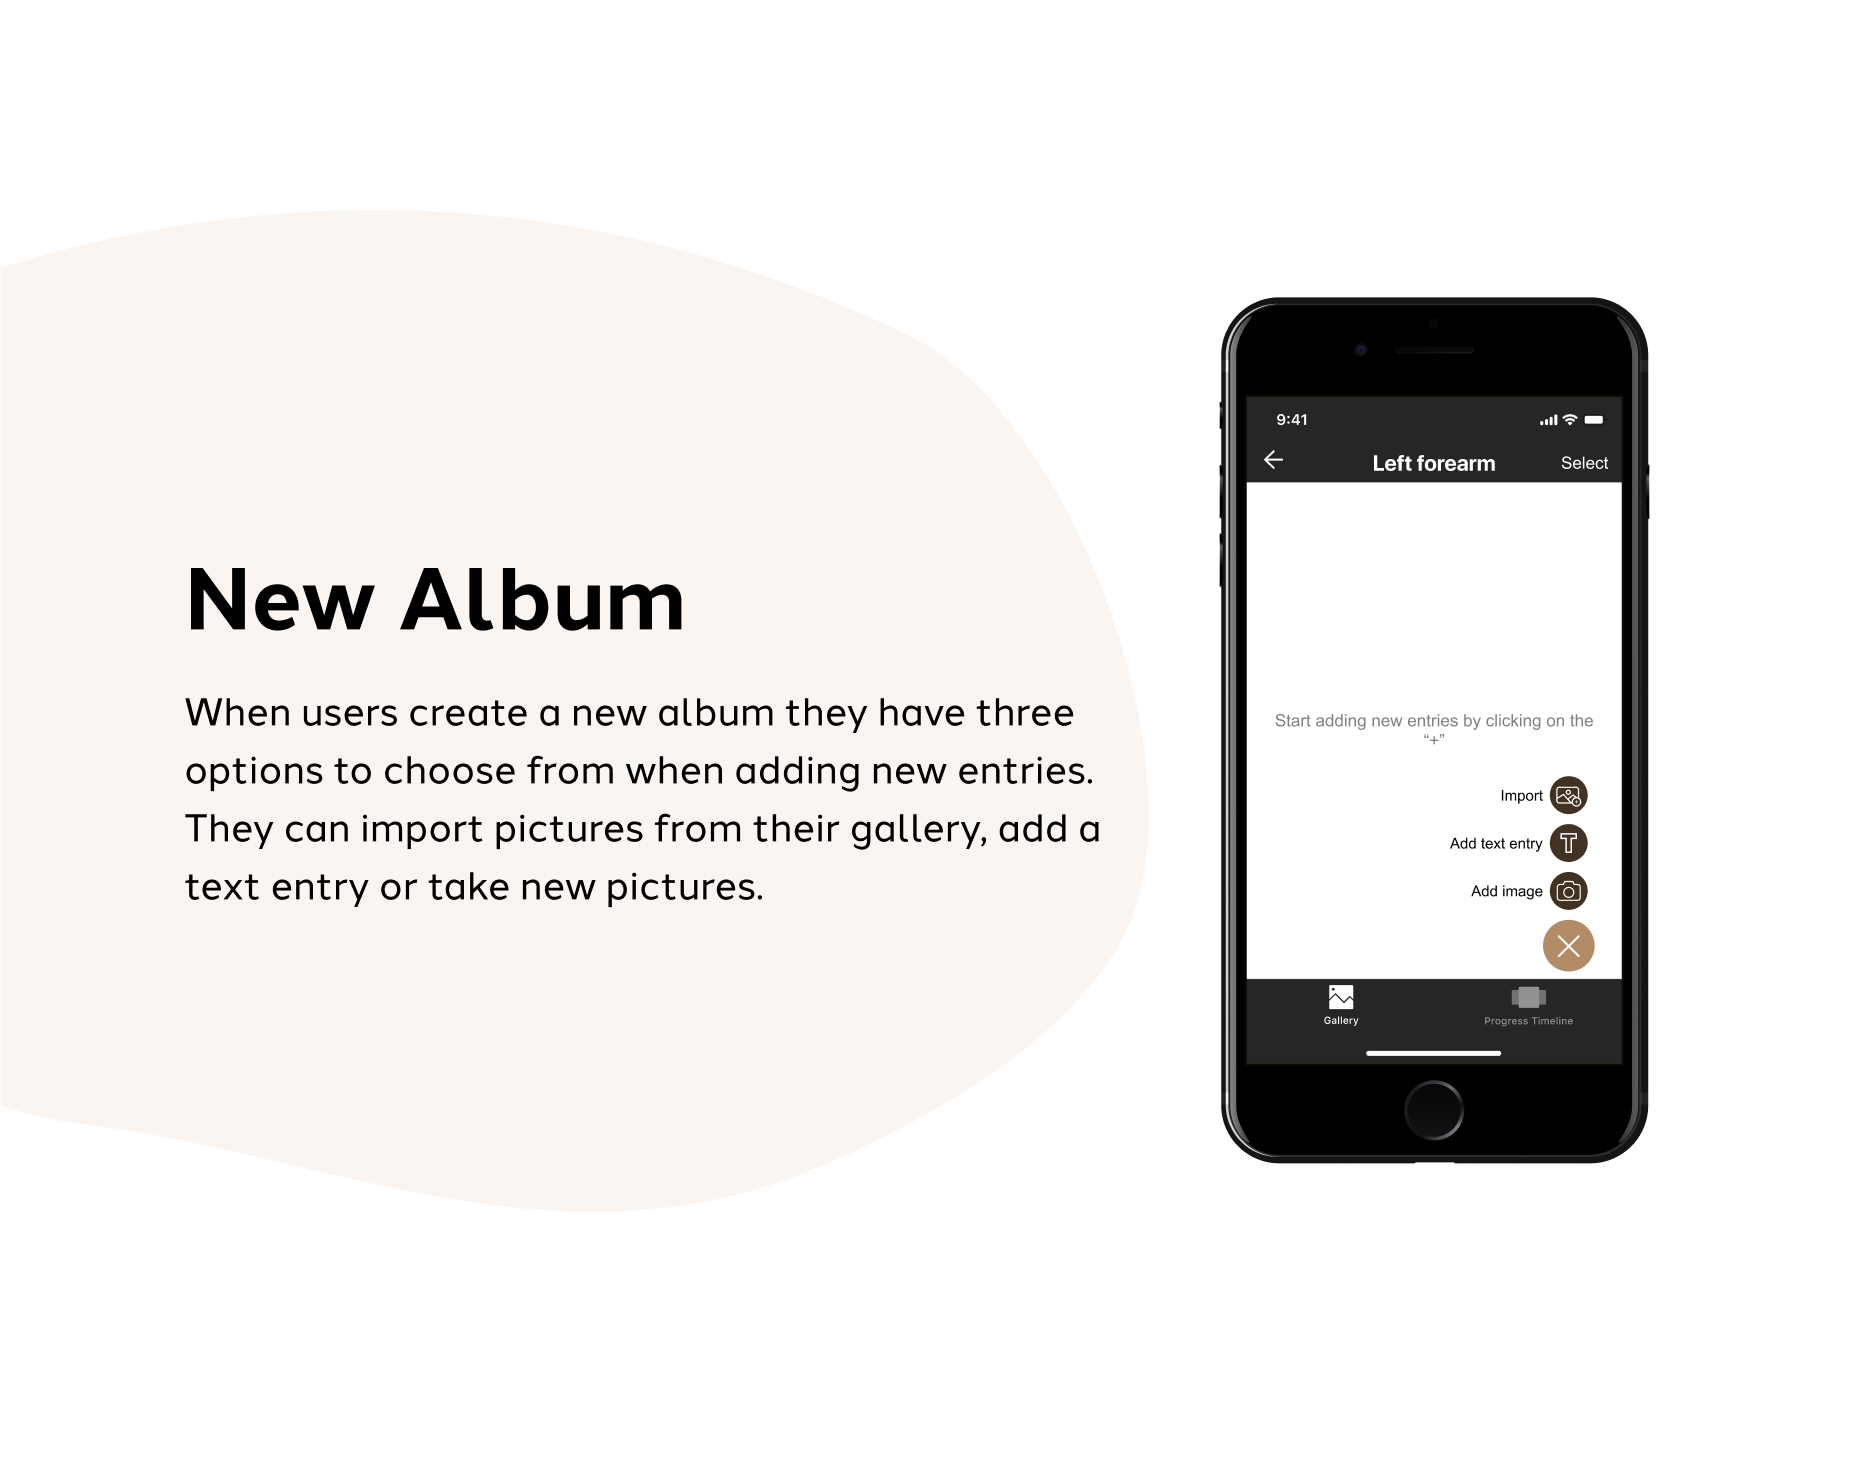 New Album
When users create a new album they have three
options to choose from when adding new entries.
They can import pictures from their gallery, add a
text entry or take new pictures.
9:41
Left forearm
Select
Start adding new entries by clicking on the
“+”
Import
Add text entry
Add image
Gallery
Progress Timeline